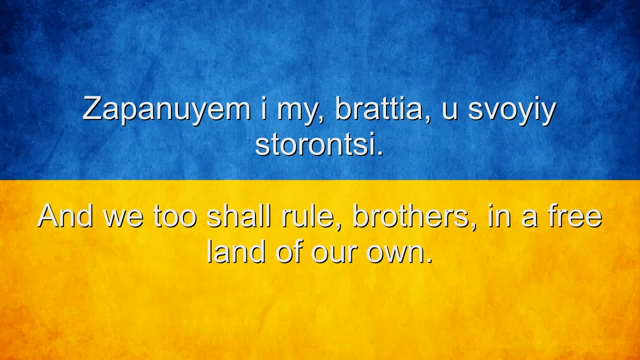 Zapanuyem i my, brattia, u svoyiy
storontsi.
And we too shall rule, brothers, in a free
land of our own.